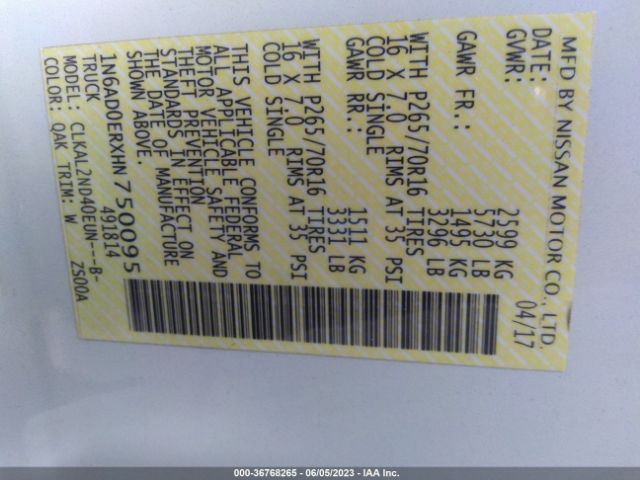 MFD BY NISSAN MOTOR CO., LTD.
DATE: 04/17
GVWR: 2599 KG
5730 LB
GAWR FR.: 1495 KG
3296 LB
WITH P265/70R16 TIRES
16 X 7.0 RIMS AT 35 PSI
COLD SINGLE
GAWR RR.: 1511 KG
3331 LB
WITH P265/70R16 TIRES
16 X 7.0 RIMS AT 35 PSI
COLD SINGLE
THIS VEHICLE CONFORMS TO
ALL APPLICABLE FEDERAL
MOTOR VEHICLE SAFETY AND
THEFT PREVENTION
STANDARDS IN EFFECT ON
THE DATE OF MANUFACTURE
SHOWN ABOVE.
1N6AD0ERXHN750095
TRUCK 491814
MODEL: CLKAL2ND40EUN---B-
COLOR: QAK TRIM: W ZS00A
000-36768265 - 06/05/2023 - IAA Inc.